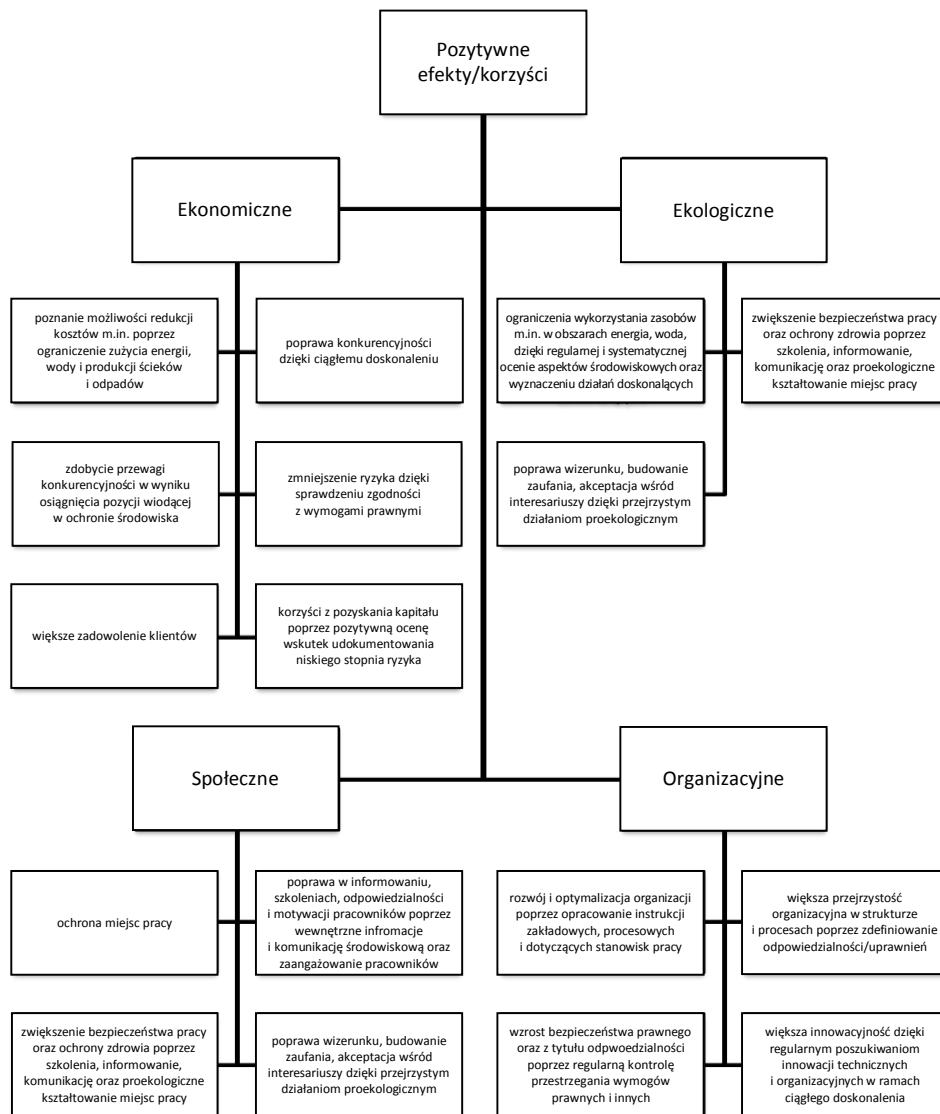 Pozytywne
efekty/korzyści
Ekonomiczne
Ekologiczne
poznanie możliwości redukcji
kosztów m.in. poprzez
ograniczenie zużycia energii,
wody i produkcji ścieków
i odpadów
poprawa konkurencyjności
dzięki ciągłemu doskonaleniu
ograniczenia wykorzystania zasobów
m.in. w obszarach energia, woda,
dzięki regularnej i systematycznej
ocenie aspektów środowiskowych oraz
wyznaczeniu działań doskonalących
zwiększenie bezpieczeństwa pracy
oraz ochrony zdrowia poprzez
szkolenia, informowanie,
komunikację oraz proekologiczne
kształtowanie miejsc pracy
zdobycie przewagi
konkurencyjności w wyniku
osiągnięcia pozycji wiodącej
w ochronie środowiska
zmniejszenie ryzyka dzięki
sprawdzeniu zgodności
z wymogami prawnymi
poprawa wizerunku, budowanie
zaufania, akceptacja wśród
interesariuszy dzięki przejrzystym
działaniom proekologicznym
większe zadowolenie klientów
korzyści z pozyskania kapitału
poprzez pozytywną ocenę
wskutek udokumentowania
niskiego stopnia ryzyka
Społeczne
Organizacyjne
ochrona miejsc pracy
poprawa w informowaniu,
szkoleniach, odpowiedzialności
i motywacji pracowników poprzez
wewnętrzne infromacje
i komunikację środowiskową oraz
zaangażowanie pracowników
rozwój i optymalizacja organizacji
poprzez opracowanie instrukcji
zakładowych, procesowych
i dotyczących stanowisk pracy
większa przejrzystość
organizacyjna w strukturze
i procesach poprzez zdefiniowanie
odpowiedzialności/uprawnień
zwiększenie bezpieczeństwa pracy
oraz ochrony zdrowia poprzez
szkolenia, informowanie,
komunikację oraz proekologiczne
kształtowanie miejsc pracy
poprawa wizerunku, budowanie
zaufania, akceptacja wśród
interesariuszy dzięki przejrzystym
działaniom proekologicznym
wzrost bezpieczeństwa prawnego
oraz z tytułu odpwoedzialności
poprzez regularną kontrolę
przestrzegania wymogów
prawnych i innych
większa innowacyjność dzięki
regularnym poszukiwaniom
innowacji technicznych
i organizacyjnych w ramach
ciągłego doskonalenia